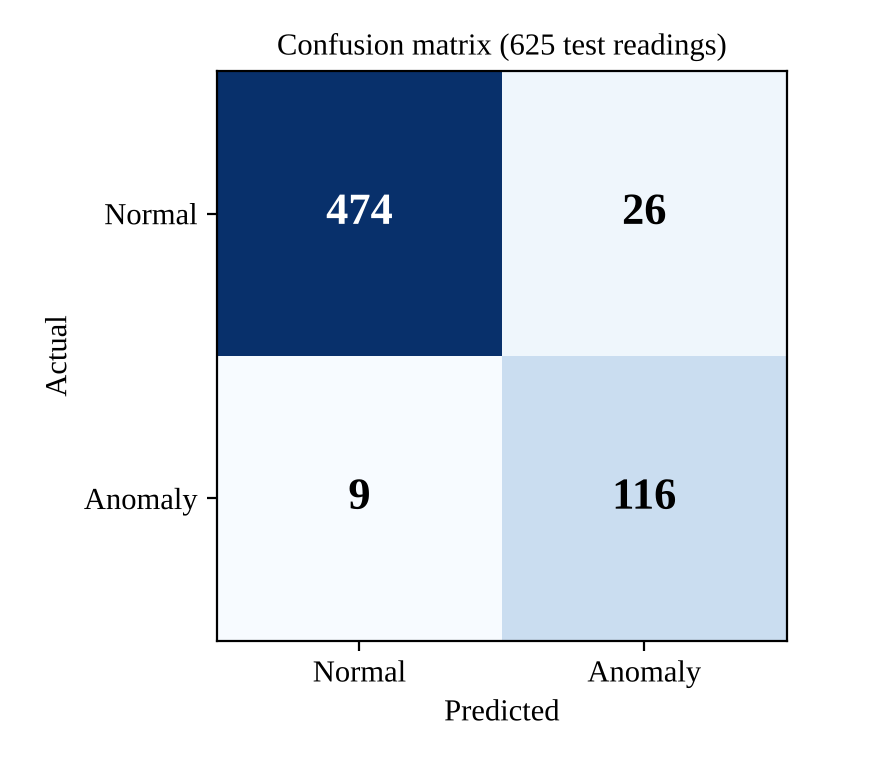 Confusion matrix (625 test readings)
Normal
474
26
Actual
Anomaly
9
116
Normal
Anomaly
Predicted